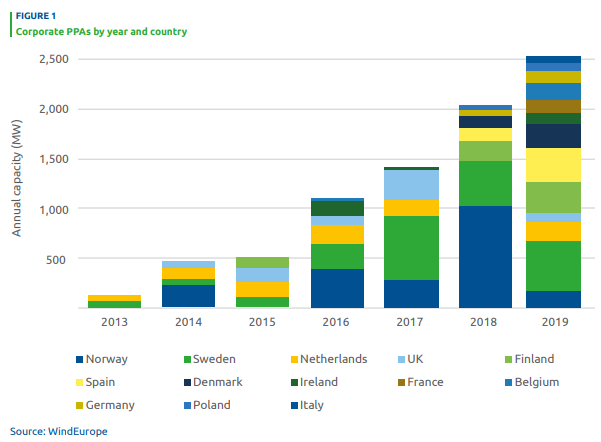 FIGURE 1
Corporate PPAs by year and country
Annual capacity (MW)
2,500
2,000
1,500
1,000
500
2013 2014 2015 2016 2017 2018 2019
Norway Sweden Netherlands UK Finland
Spain Denmark Ireland France Belgium
Germany Poland Italy
Source: WindEurope